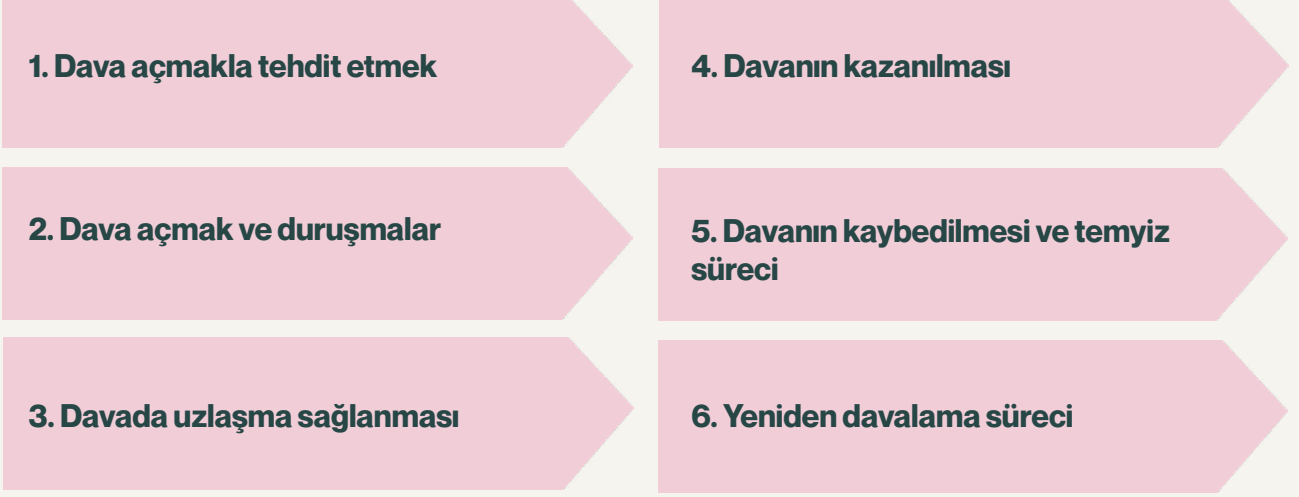 1. Dava açmakla tehdit etmek
2. Dava açmak ve duruşmalar
3. Davada uzlaşma sağlanması
4. Davanın kazanılması
5. Davanın kaybedilmesi ve temyiz
süreci
6. Yeniden davalama süreci